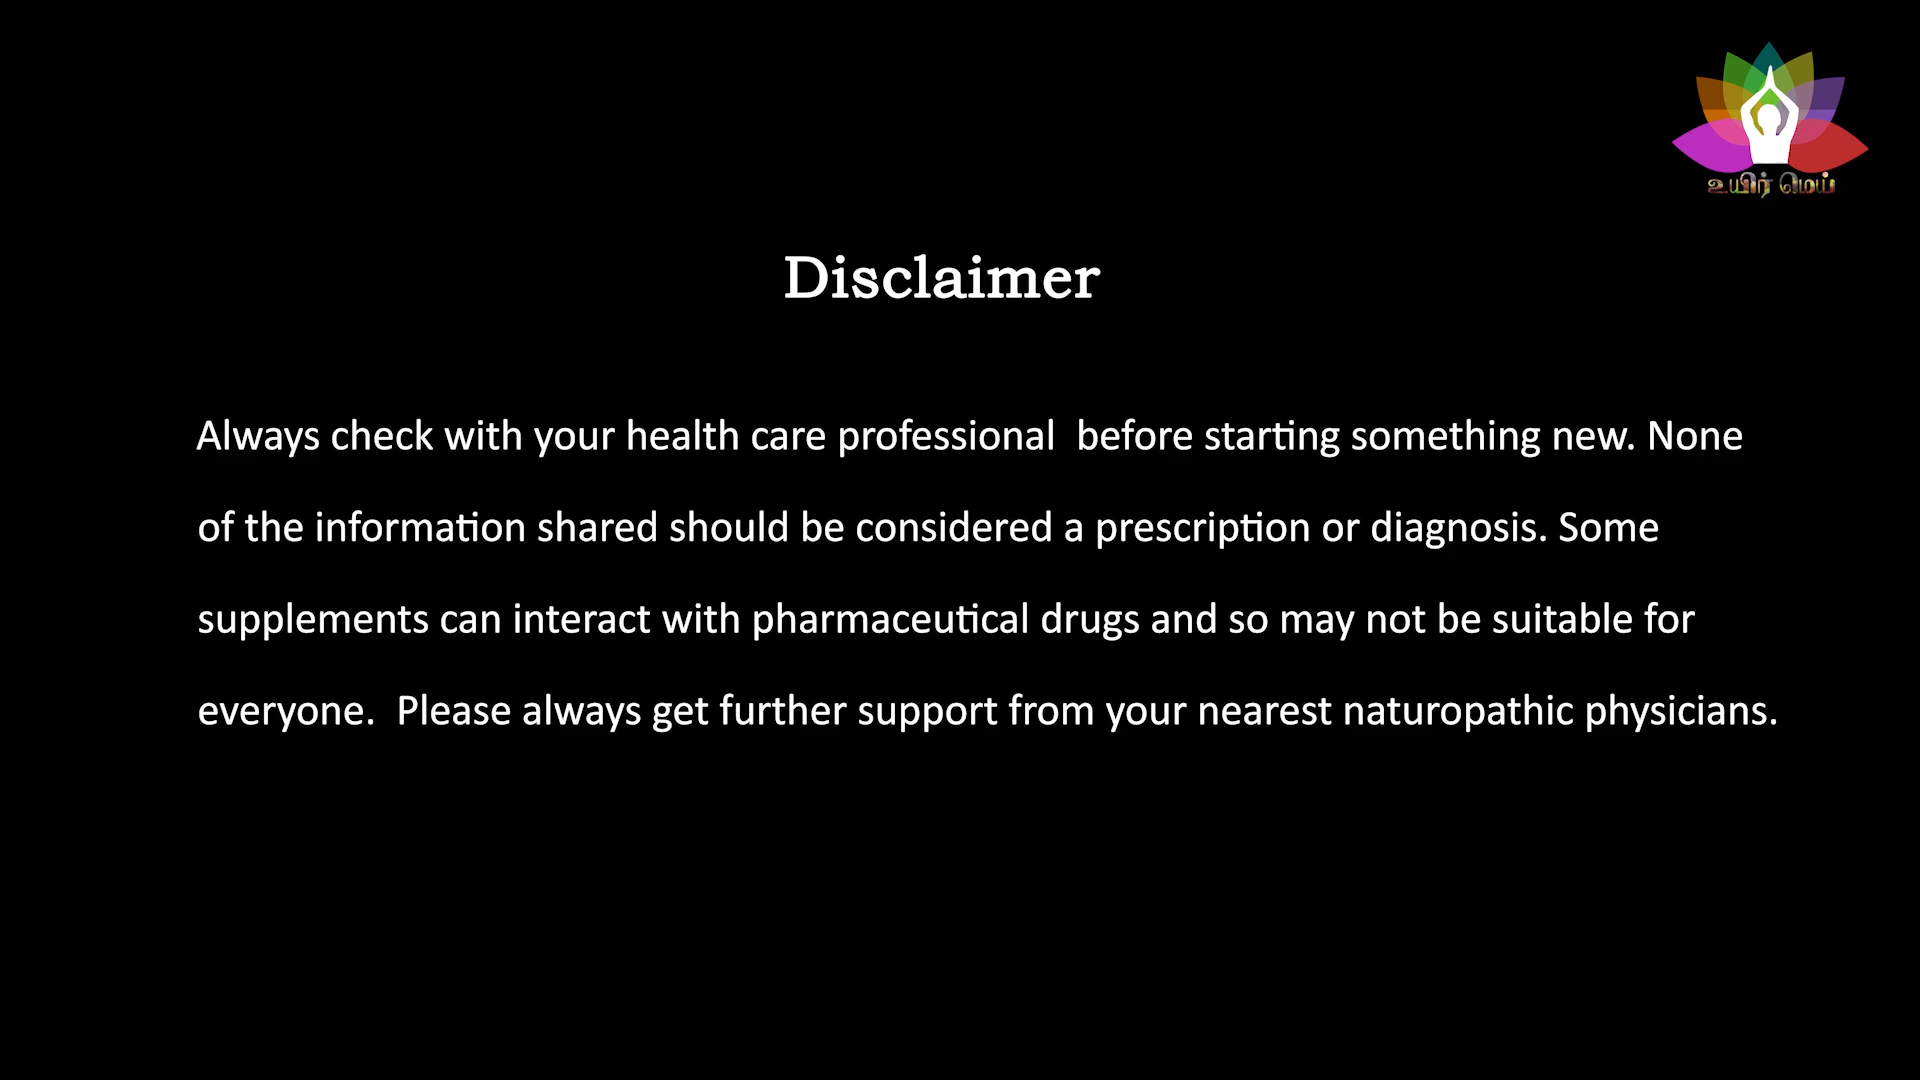 உயிர் மெய்
Disclaimer
Always check with your health care professional  before starting something new. None
of the information shared should be considered a prescription or diagnosis. Some
supplements can interact with pharmaceutical drugs and so may not be suitable for
everyone.  Please always get further support from your nearest naturopathic physicians.